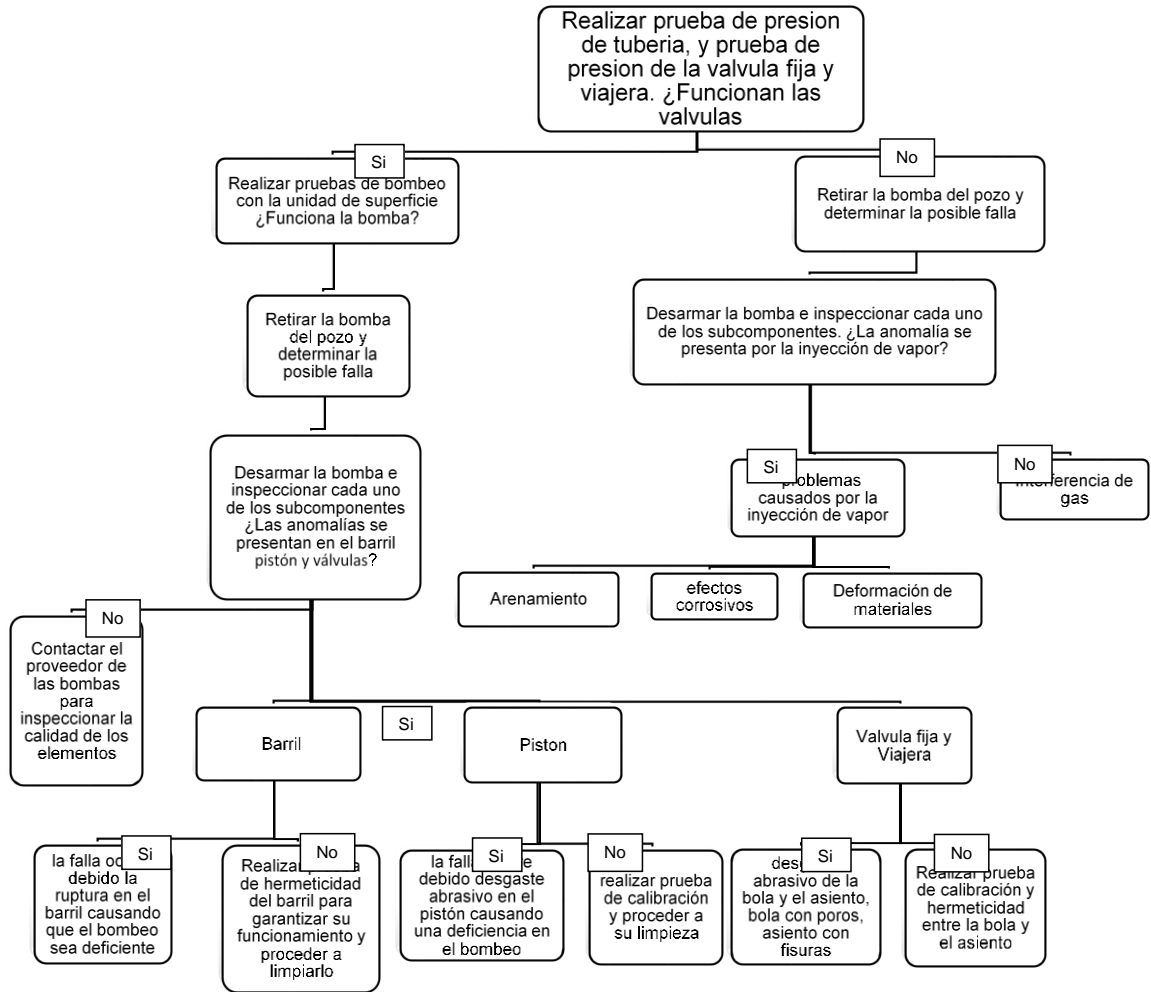 Realizar prueba de presion
de tuberia, y prueba de
presion de la valvula fija y
viajera. ¿Funcionan las
valvulas
Si
Realizar pruebas de bombeo
con la unidad de superficie
¿Funciona la bomba?
No
Retirar la bomba del pozo y
determinar la posible falla
Retirar la bomba
del pozo y
determinar la
posible falla
Desarmar la bomba e inspeccionar cada uno
de los subcomponentes. ¿La anomalía se
presenta por la inyección de vapor?
Desarmar la bomba e
inspeccionar cada uno
de los subcomponentes
¿Las anomalías se
presentan en el barril
pistón y válvulas?
Si
problemas
causados por la
inyección de vapor
No
Interferencia de
gas
Arenamiento
efectos
corrosivos
Deformación de
materiales
No
Contactar el
proveedor de
las bombas
para
inspeccionar la
calidad de los
elementos
Si
Barril
Piston
Valvula fija y
Viajera
Si
la falla
debido la
ruptura en el
barril causando
que el bombeo
sea deficiente
No
Realizar
de hermeticidad
del barril para
garantizar su
funcionamiento y
proceder a
limpiarlo
Si
la falla
debido desgaste
abrasivo en el
pistón causando
una deficiencia en
el bombeo
No
realizar prueba
de calibración
y proceder a
su limpieza
Si
abrasivo de la
bola y el asiento,
bola con poros,
asiento con
fisuras
No
Realizar prueba
de calibración y
hermeticidad
entre la bola y
el asiento